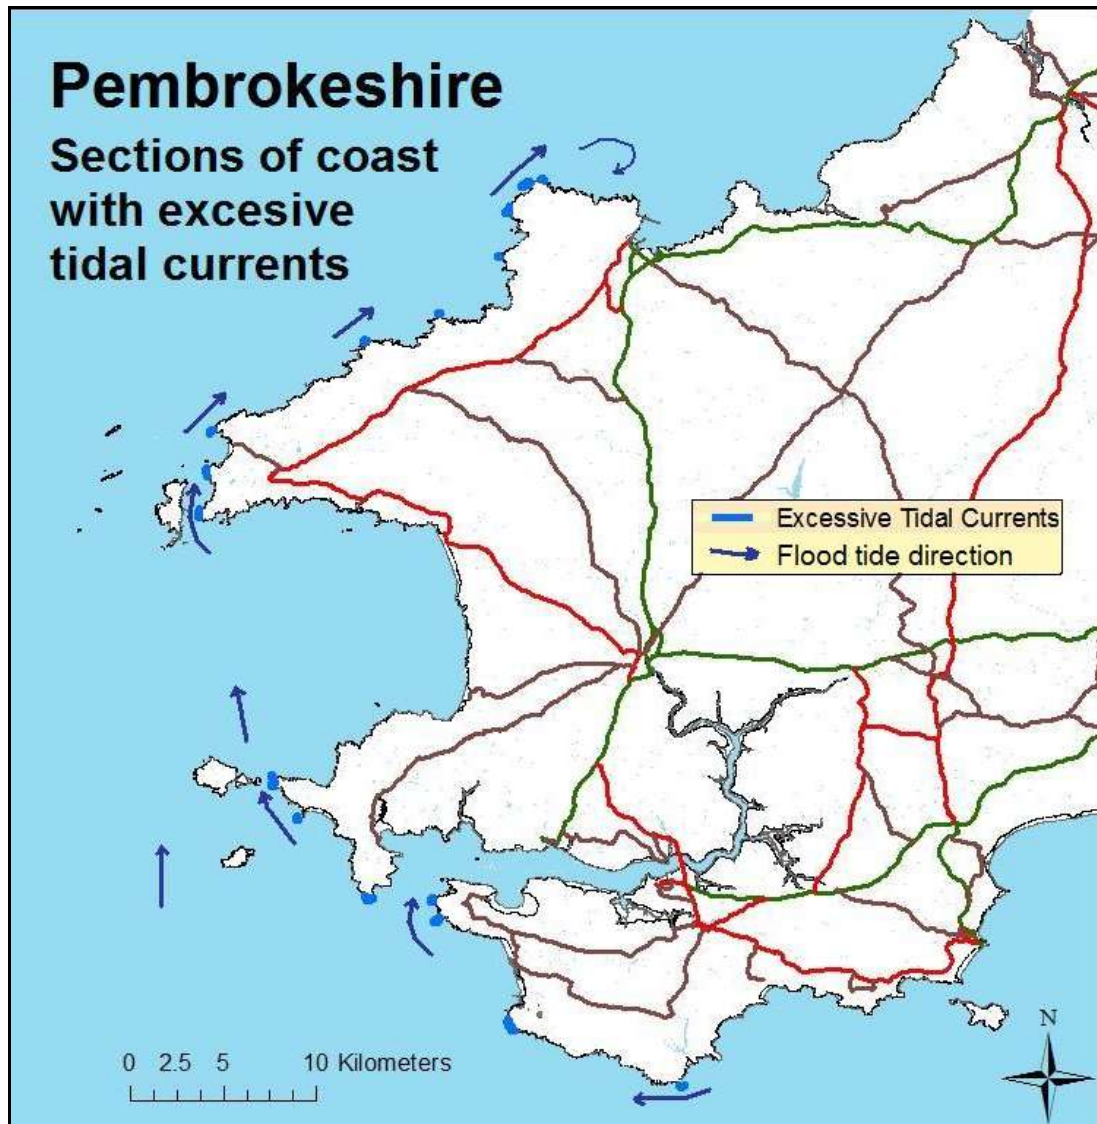 Pembrokeshire
Sections of coast
with excesive
tidal currents
Excessive Tidal Currents
Flood tide direction
0 2.5 5 10 Kilometers
N